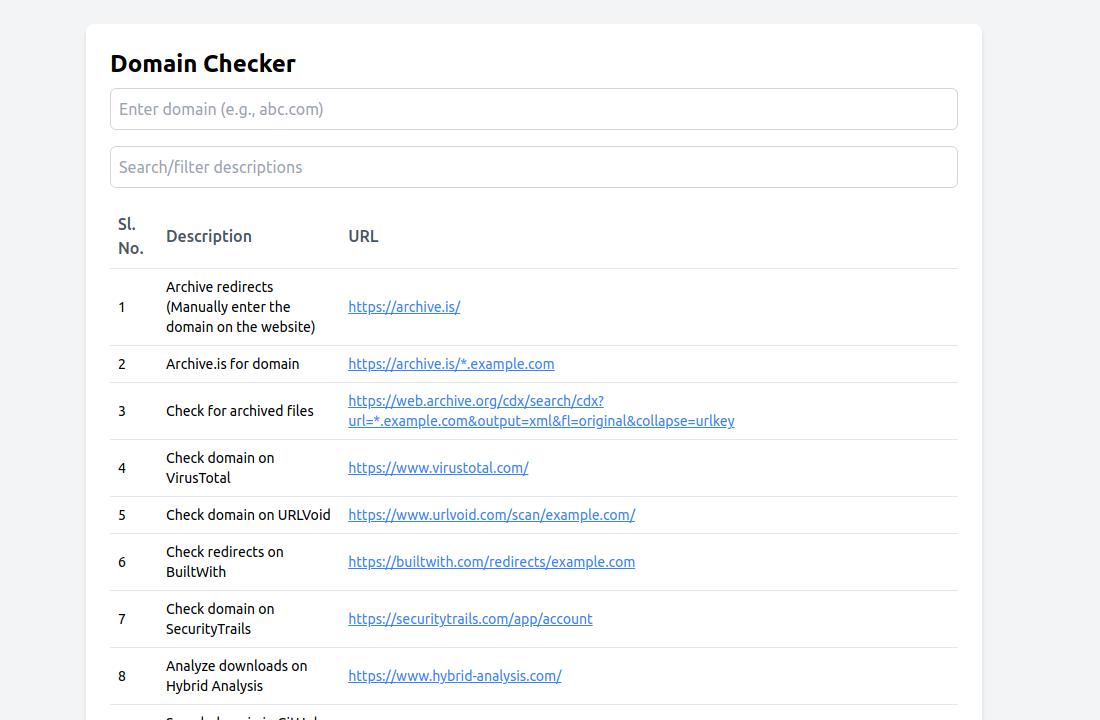 Domain Checker
Enter domain (e.g., abc.com)
Search/filter descriptions
Sl.
No.
Description
URL
1
Archive redirects
(Manually enter the
domain on the website)
https://archive.is/
2
Archive.is for domain
https://archive.is/*.example.com
3
Check for archived files
https://web.archive.org/cdx/search/cdx?
url=*.example.com&output=xml&fl=original&collapse=urlkey
4
Check domain on
VirusTotal
https://www.virustotal.com/
5
Check domain on URLVoid
https://www.urlvoid.com/scan/example.com/
6
Check redirects on
BuiltWith
https://builtwith.com/redirects/example.com
7
Check domain on
SecurityTrails
https://securitytrails.com/app/account
8
Analyze downloads on
Hybrid Analysis
https://www.hybrid-analysis.com/